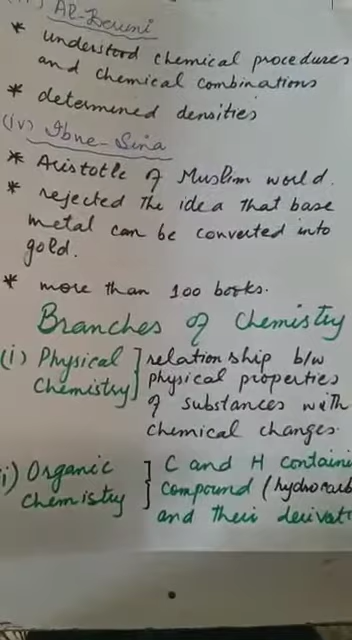 Al-Beruni
* understood chemical procedures
and chemical combinations
* determined densities
(iv) Ibne-Sina
* Aristotle of Muslim world.
* rejected the idea that base
metal can be converted into
gold.
* more than 100 books.
Branches of Chemistry
(i) Physical ] relationship b/w
Chemistry physical properties
of substances with
chemical changes.
i) Organic ] C and H containi
Chemistry compound (hydrocarb
and their derivat